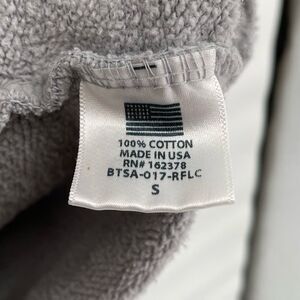 100% COTTON
MADE IN USA
RN# 162378
BTSA-017-RFLC
S